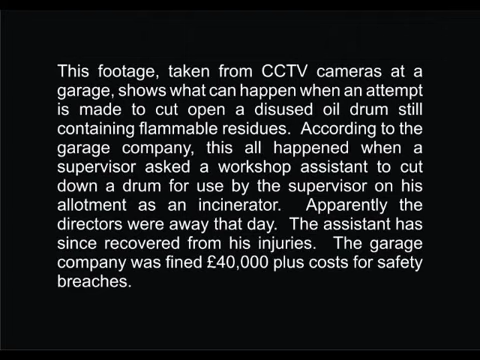 This footage, taken from CCTV cameras at a
garage, shows what can happen when an attempt
is made to cut open a disused oil drum still
containing flammable residues.  According to the
garage company, this all happened when a
supervisor asked a workshop assistant to cut
down a drum for use by the supervisor on his
allotment as an incinerator.  Apparently the
directors were away that day.  The assistant has
since recovered from his injuries.  The garage
company was fined £40,000 plus costs for safety
breaches.